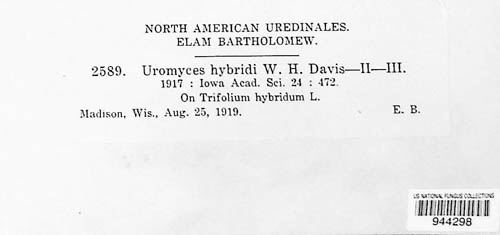 NORTH AMERICAN UREDINALES.
ELAM BARTHOLOMEW.
2589. Uromyces hybridi W. H. Davis—II—III.
1917 : Iowa Acad. Sci. 24 : 472.
On Trifolium hybridum L.
Madison, Wis., Aug. 25, 1919. E. B.
US NATIONAL FUNGUS COLLECTIONS
944298